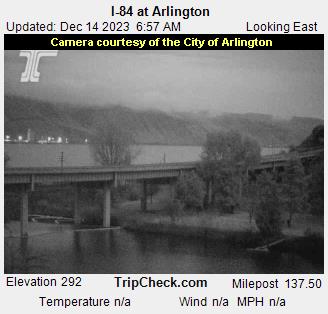 I-84 at Arlington
Updated: Dec 14 2023 6:57 AM Looking East
Camera courtesy of the City of Arlington
Elevation 292 TripCheck.com Milepost 137.50
Temperature n/a Wind n/a MPH n/a